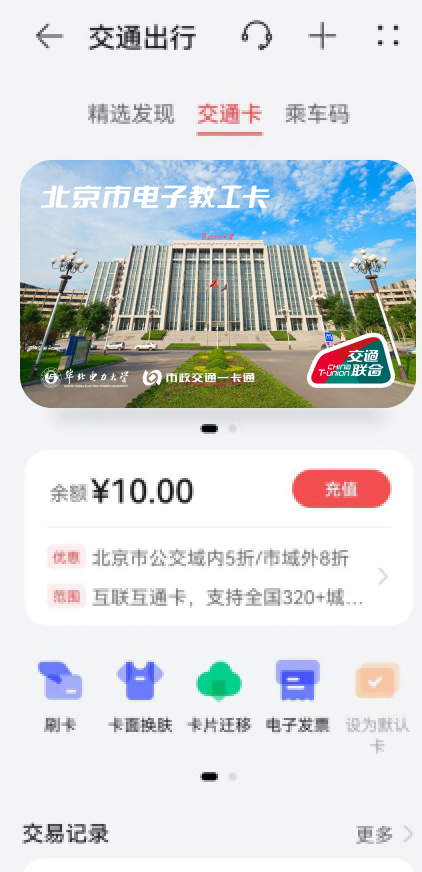 交通出行
精选发现 交通卡 乘车码
北京市电子教工卡
华北电力大学 市政交通一卡通
交通
联合
CHINA
T-UNION
余额 ¥10.00 充值
优惠 北京市公交域内5折/市域外8折
范围 互联互通卡，支持全国320+城...
刷卡 卡面换肤 卡片迁移 电子发票 设为默认
卡
交易记录 更多